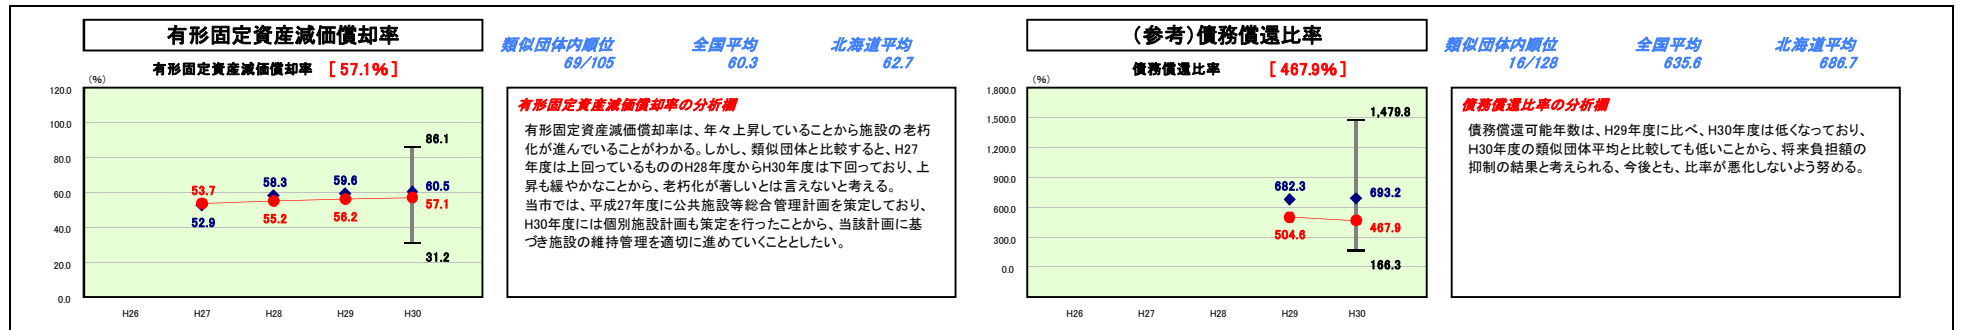 有形固定資産減価償却率
類似団体内順位 全国平均 北海道平均
69/105 60.3 62.7
有形固定資産減価償却率 [ 57.1% ]
(%)
120.0
100.0
80.0
60.0
40.0
20.0
0.0
86.1
53.7
58.3
59.6
60.5
52.9
55.2
56.2
57.1
31.2
H26 H27 H28 H29 H30
有形固定資産減価償却率の分析欄
有形固定資産減価償却率は、年々上昇していることから施設の老朽
化が進んでいることがわかる。しかし、類似団体と比較すると、H27
年度は上回っているもののH28年度からH30年度は下回っており、上
昇も緩やかなことから、老朽化が著しいとは言えないと考える。
当市では、平成27年度に公共施設等総合管理計画を策定しており、
H30年度には個別施設計画も策定を行ったことから、当該計画に基
づき施設の維持管理を適切に進めていくこととしたい。
(参考)債務償還比率
類似団体内順位 全国平均 北海道平均
16/128 635.6 686.7
債務償還比率 [ 467.9% ]
(%)
1,800.0
1,500.0
1,200.0
900.0
600.0
300.0
0.0
1,479.8
682.3
693.2
504.6
467.9
166.3
H26 H27 H28 H29 H30
債務償還比率の分析欄
債務償還可能年数は、H29年度に比べ、H30年度は低くなっており、
H30年度の類似団体平均と比較しても低いことから、将来負担額の
抑制の結果と考えられる、今後とも、比率が悪化しないよう努める。